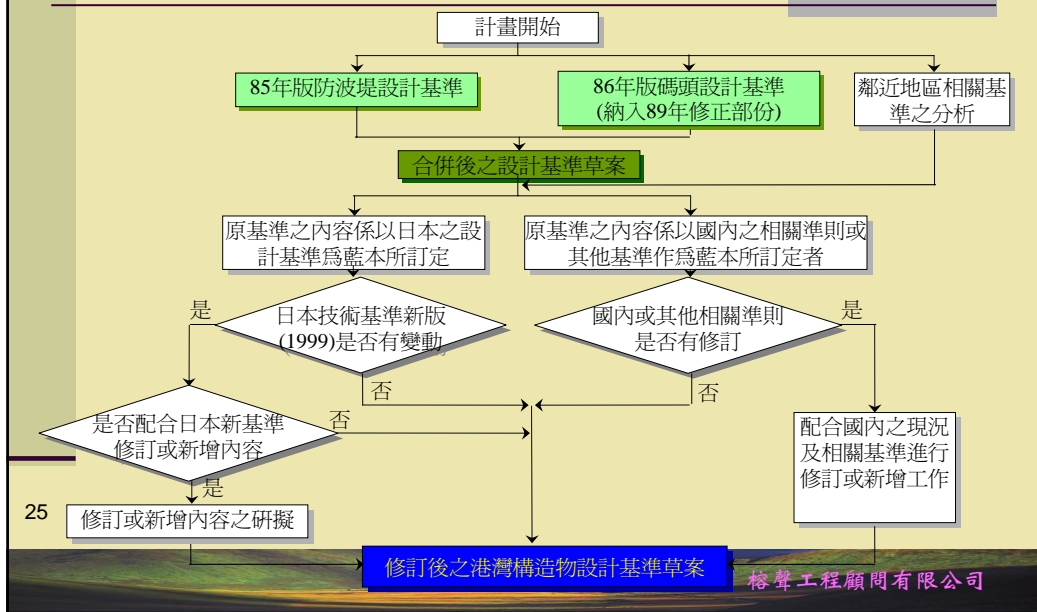 計畫開始
85年版防波堤設計基準
86年版碼頭設計基準
(納入89年修正部份)
鄰近地區相關基
準之分析
合併後之設計基準草案
原基準之內容係以日本之設
計基準為藍本所訂定
原基準之內容係以國內之相關準則或
其他基準作為藍本所訂定者
是
日本技術基準新版
(1999)是否有變動
國內或其他相關準則
是否有修訂
是
否
否
是否配合日本新基準
修訂或新增內容
否
配合國內之現況
及相關基準進行
修訂或新增工作
是
修訂或新增內容之研擬
25
修訂後之港灣構造物設計基準草案
榕聲工程顧問有限公司